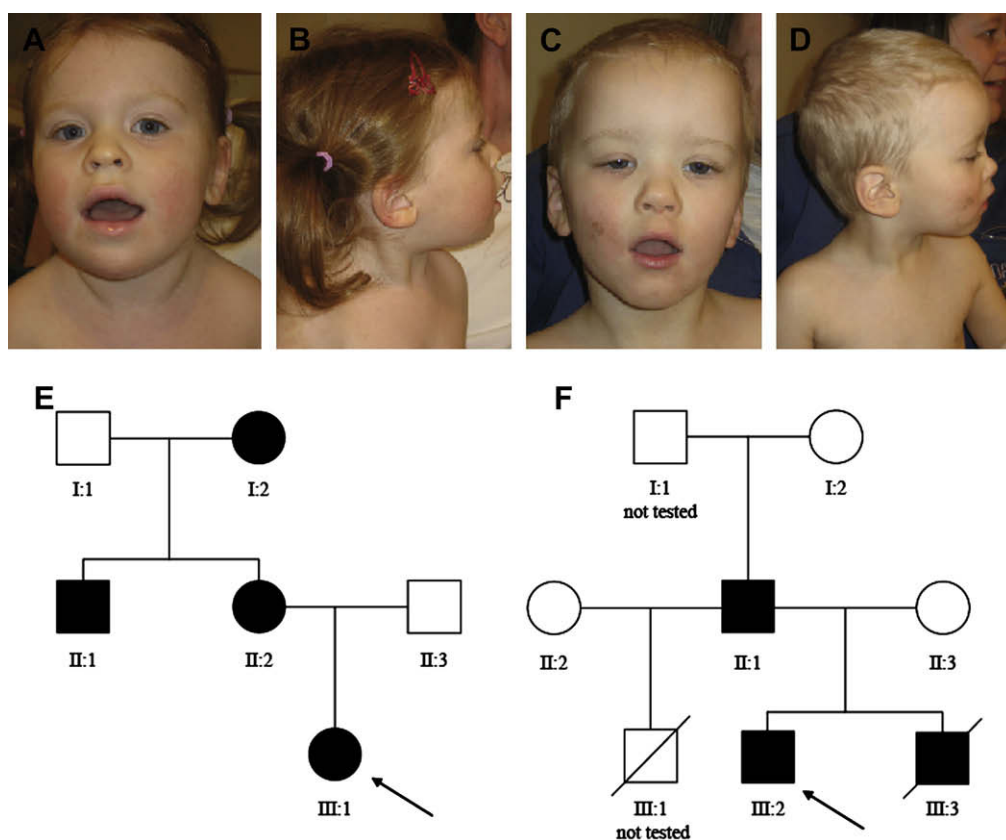 A
B
C
D
E
F
I:1
I:2
II:1
II:2
II:3
III:1
I:1
not tested
I:2
II:2
II:1
II:3
III:1
not tested
III:2
III:3